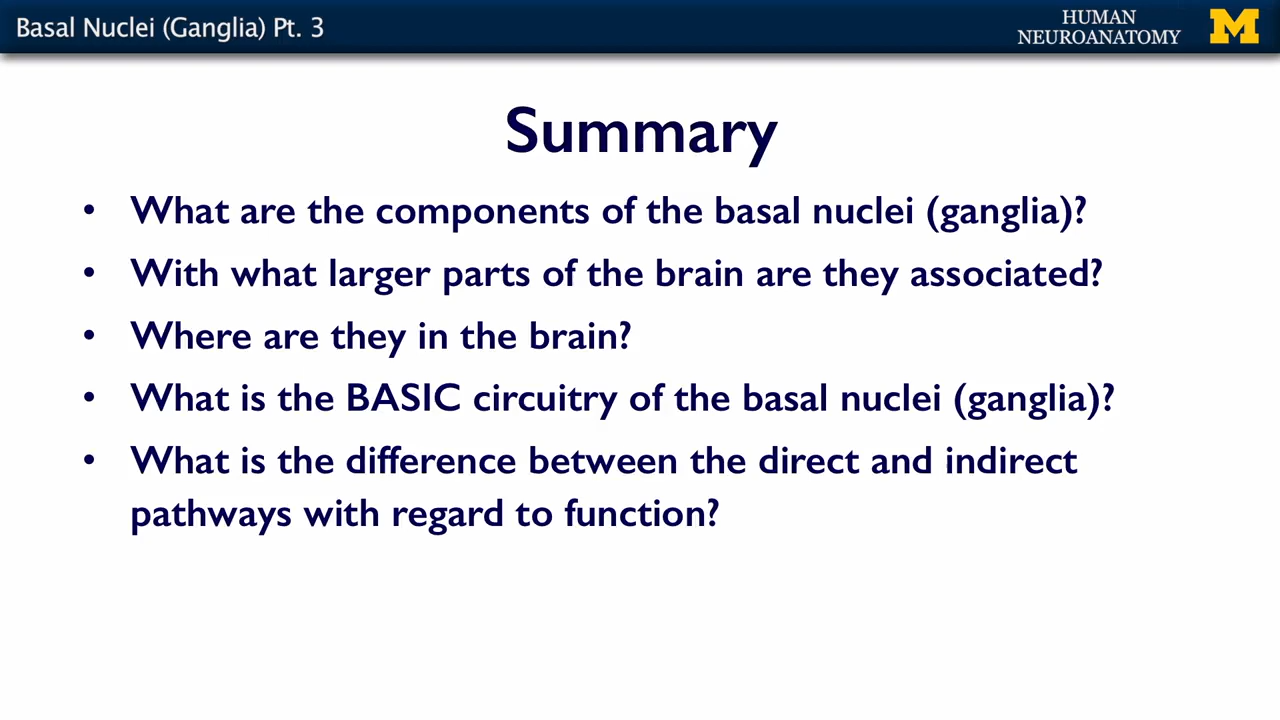 Basal Nuclei (Ganglia) Pt. 3
HUMAN
NEUROANATOMY
M
Summary
• What are the components of the basal nuclei (ganglia)?
• With what larger parts of the brain are they associated?
• Where are they in the brain?
• What is the BASIC circuitry of the basal nuclei (ganglia)?
• What is the difference between the direct and indirect
pathways with regard to function?